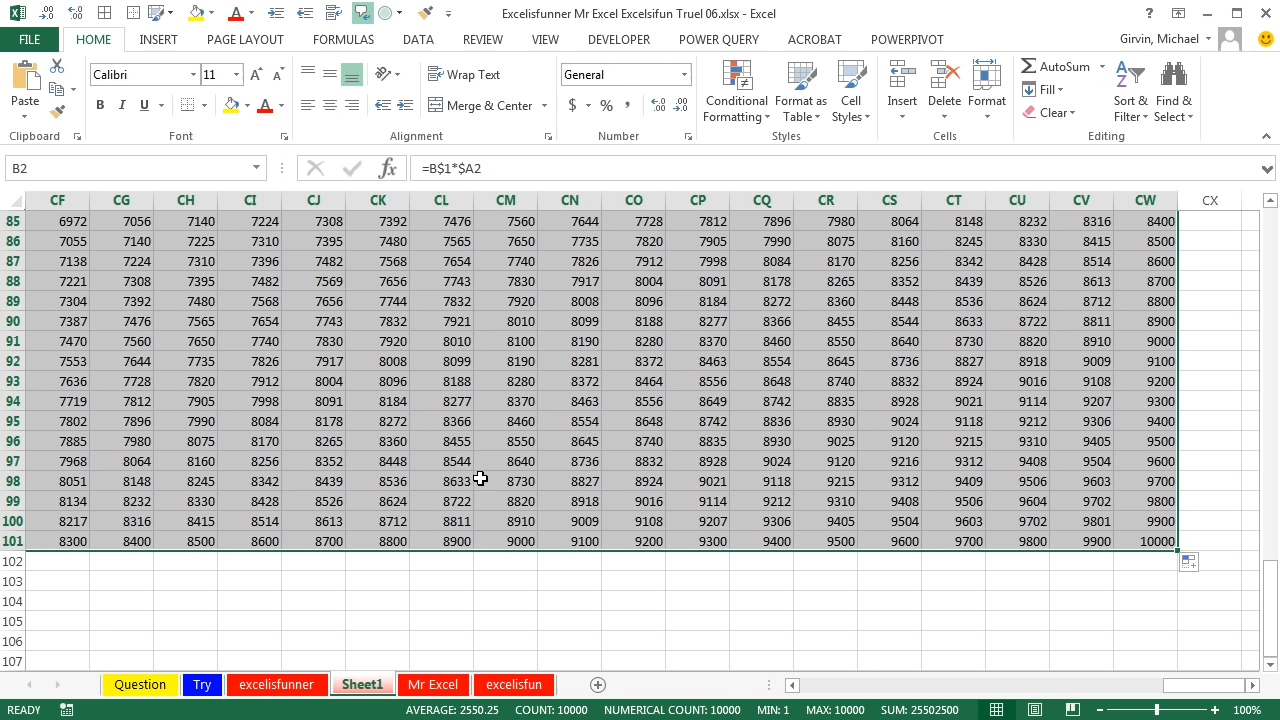 Excelisfunner Mr Excel Excelsifun Truel 06.xlsx - Excel
FILE HOME INSERT PAGE LAYOUT FORMULAS DATA REVIEW VIEW DEVELOPER POWER QUERY ACROBAT POWERPIVOT Girvin, Michael
Paste Calibri 11 Wrap Text General Conditional Formatting Format as Table Cell Styles Insert Delete Format AutoSum Fill Clear Sort & Filter Find & Select
B I U Merge & Center $ % ,
Clipboard Font Alignment Number Styles Cells Editing
B2 =B$1*$A2
CF CG CH CI CJ CK CL CM CN CO CP CQ CR CS CT CU CV CW CX
85 6972 7056 7140 7224 7308 7392 7476 7560 7644 7728 7812 7896 7980 8064 8148 8232 8316 8400
86 7055 7140 7225 7310 7395 7480 7565 7650 7735 7820 7905 7990 8075 8160 8245 8330 8415 8500
87 7138 7224 7310 7396 7482 7568 7654 7740 7826 7912 7998 8084 8170 8256 8342 8428 8514 8600
88 7221 7308 7395 7482 7569 7656 7743 7830 7917 8004 8091 8178 8265 8352 8439 8526 8613 8700
89 7304 7392 7480 7568 7656 7744 7832 7920 8008 8096 8184 8272 8360 8448 8536 8624 8712 8800
90 7387 7476 7565 7654 7743 7832 7921 8010 8099 8188 8277 8366 8455 8544 8633 8722 8811 8900
91 7470 7560 7650 7740 7830 7920 8010 8100 8190 8280 8370 8460 8550 8640 8730 8820 8910 9000
92 7553 7644 7735 7826 7917 8008 8099 8190 8281 8372 8463 8554 8645 8736 8827 8918 9009 9100
93 7636 7728 7820 7912 8004 8096 8188 8280 8372 8464 8556 8648 8740 8832 8924 9016 9108 9200
94 7719 7812 7905 7998 8091 8184 8277 8370 8463 8556 8649 8742 8835 8928 9021 9114 9207 9300
95 7802 7896 7990 8084 8178 8272 8366 8460 8554 8648 8742 8836 8930 9024 9118 9212 9306 9400
96 7885 7980 8075 8170 8265 8360 8455 8550 8645 8740 8835 8930 9025 9120 9215 9310 9405 9500
97 7968 8064 8160 8256 8352 8448 8544 8640 8736 8832 8928 9024 9120 9216 9312 9408 9504 9600
98 8051 8148 8245 8342 8439 8536 8633 8730 8827 8924 9021 9118 9215 9312 9409 9506 9603 9700
99 8134 8232 8330 8428 8526 8624 8722 8820 8918 9016 9114 9212 9310 9408 9506 9604 9702 9800
100 8217 8316 8415 8514 8613 8712 8811 8910 9009 9108 9207 9306 9405 9504 9603 9702 9801 9900
101 8300 8400 8500 8600 8700 8800 8900 9000 9100 9200 9300 9400 9500 9600 9700 9800 9900 10000
102
103
104
105
106
107
Question Try excelisfunner Sheet1 Mr Excel excelisfun
READY AVERAGE: 2550.25 COUNT: 10000 NUMERICAL COUNT: 10000 MIN: 1 MAX: 10000 SUM: 25502500 100%